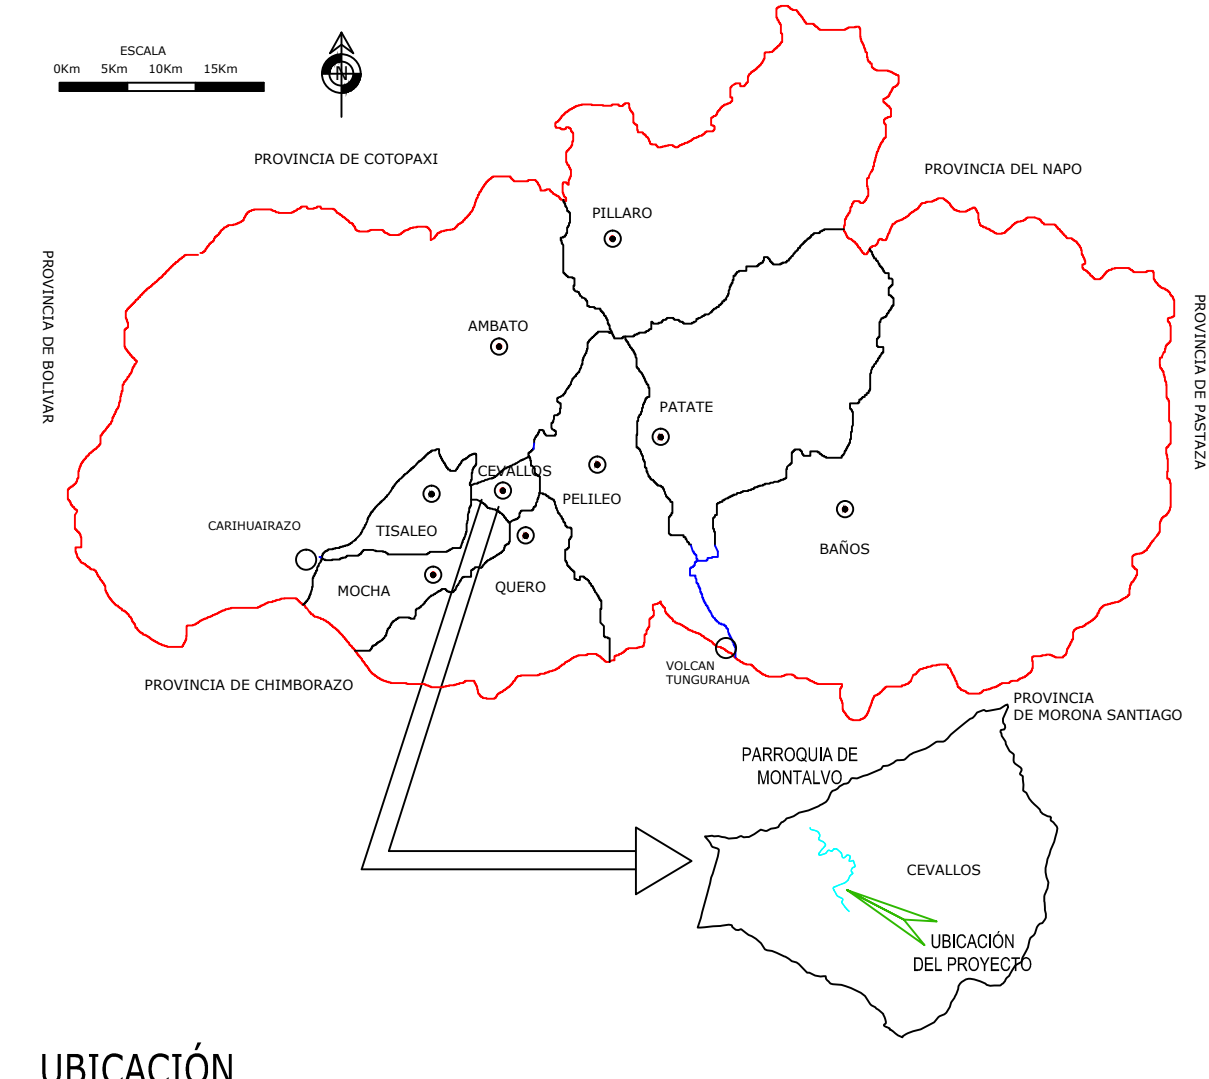 ESCALA
0Km 5Km 10Km 15Km
N
PROVINCIA DE COTOPAXI
PROVINCIA DEL NAPO
PILLARO
PROVINCIA DE BOLIVAR
PROVINCIA DE PASTAZA
AMBATO
PATATE
CEVALLOS
PELILEO
CARIHUAIRAZO
TISALEO
BAÑOS
MOCHA
QUERO
VOLCAN
TUNGURAHUA
PROVINCIA DE CHIMBORAZO
PROVINCIA
DE MORONA SANTIAGO
PARROQUIA DE
MONTALVO
CEVALLOS
UBICACIÓN
DEL PROYECTO
UBICACIÓN